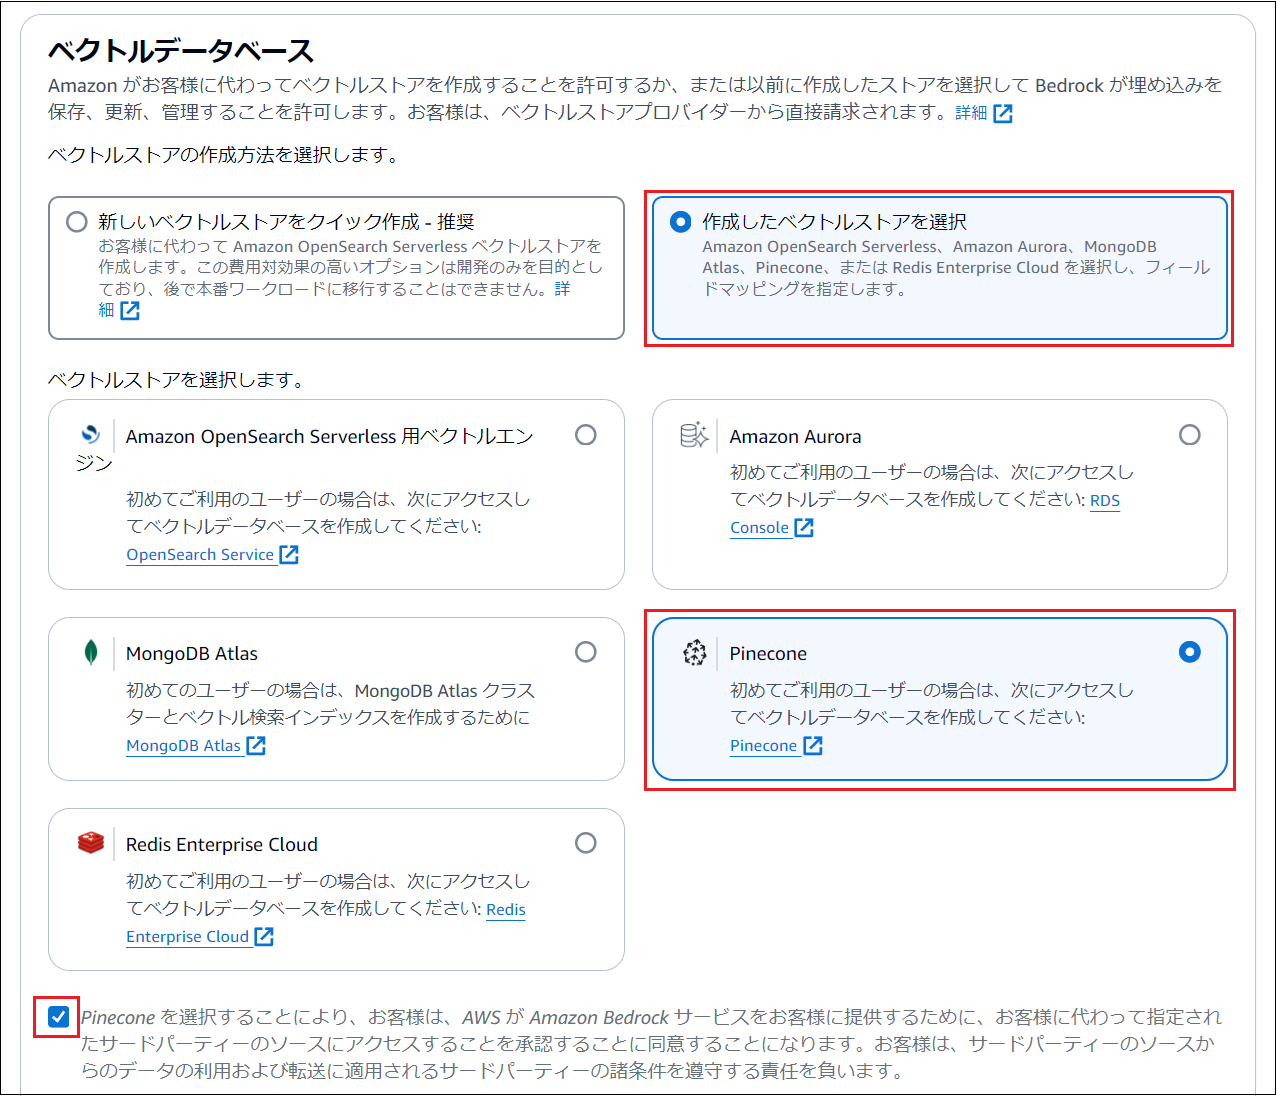 ベクトルデータベース
Amazon がお客様に代わってベクトルストアを作成することを許可するか、または以前に作成したストアを選択して Bedrock が埋め込みを
保存、更新、管理することを許可します。お客様は、ベクトルストアプロバイダーから直接請求されます。詳細
ベクトルストアの作成方法を選択します。
新しいベクトルストアをクイック作成 - 推奨
お客様に代わって Amazon OpenSearch Serverless ベクトルストアを
作成します。この費用対効果の高いオプションは開発のみを目的とし
ており、後で本番ワークロードに移行することはできません。詳
細
作成したベクトルストアを選択
Amazon OpenSearch Serverless、Amazon Aurora、MongoDB
Atlas、Pinecone、または Redis Enterprise Cloud を選択し、フィール
ドマッピングを指定します。
ベクトルストアを選択します。
Amazon OpenSearch Serverless 用ベクトルエン
ジン
初めてご利用のユーザーの場合は、次にアクセスし
てベクトルデータベースを作成してください:
OpenSearch Service
Amazon Aurora
初めてご利用のユーザーの場合は、次にアクセスし
てベクトルデータベースを作成してください: RDS
Console
MongoDB Atlas
初めてのユーザーの場合は、MongoDB Atlas クラス
ターとベクトル検索インデックスを作成するために
MongoDB Atlas
Pinecone
初めてご利用のユーザーの場合は、次にアクセスし
てベクトルデータベースを作成してください:
Pinecone
Redis Enterprise Cloud
初めてご利用のユーザーの場合は、次にアクセスし
てベクトルデータベースを作成してください: Redis
Enterprise Cloud
Pinecone を選択することにより、お客様は、AWS が Amazon Bedrock サービスをお客様に提供するために、お客様に代わって指定され
たサードパーティーのソースにアクセスすることを承認することに同意することになります。お客様は、サードパーティーのソースか
らのデータの利用および転送に適用されるサードパーティーの諸条件を遵守する責任を負います。